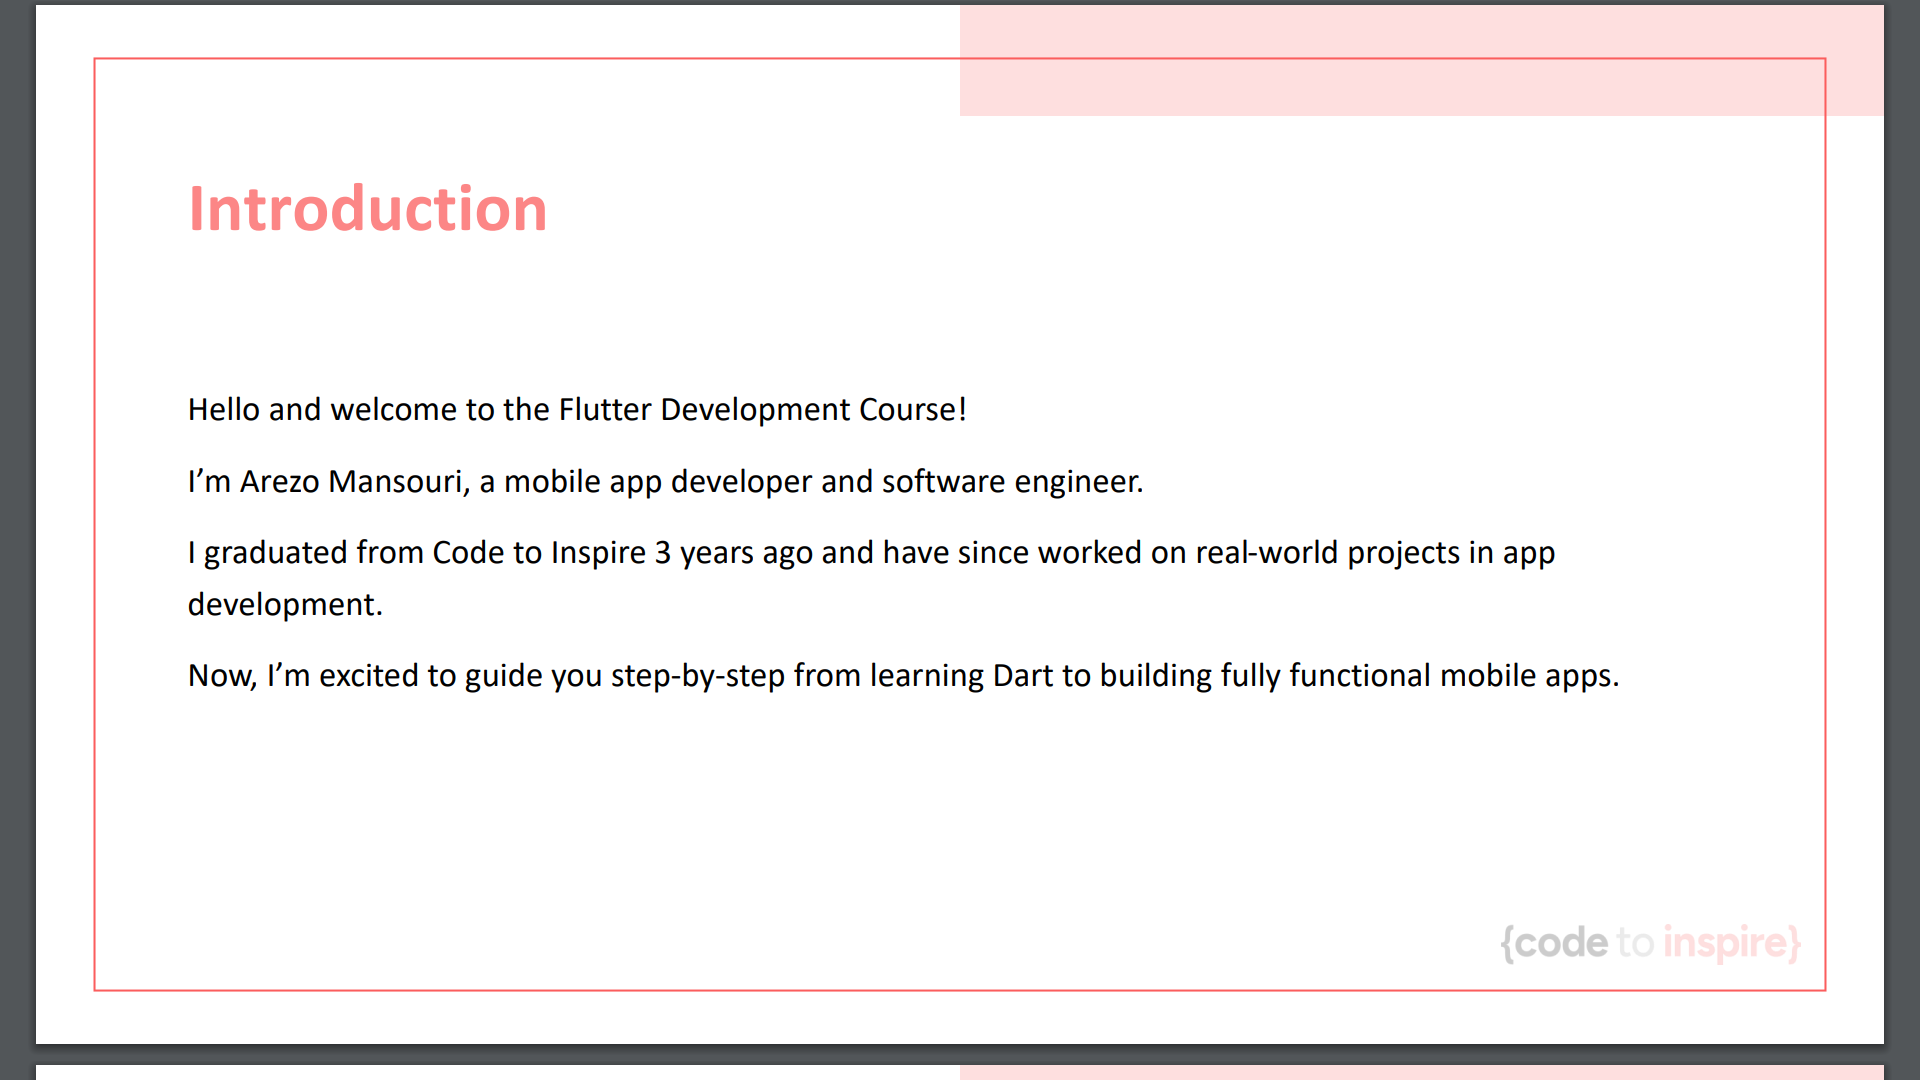 Introduction
Hello and welcome to the Flutter Development Course!
I’m Arezo Mansouri, a mobile app developer and software engineer.
I graduated from Code to Inspire 3 years ago and have since worked on real-world projects in app
development.
Now, I’m excited to guide you step-by-step from learning Dart to building fully functional mobile apps.
{code to inspire}